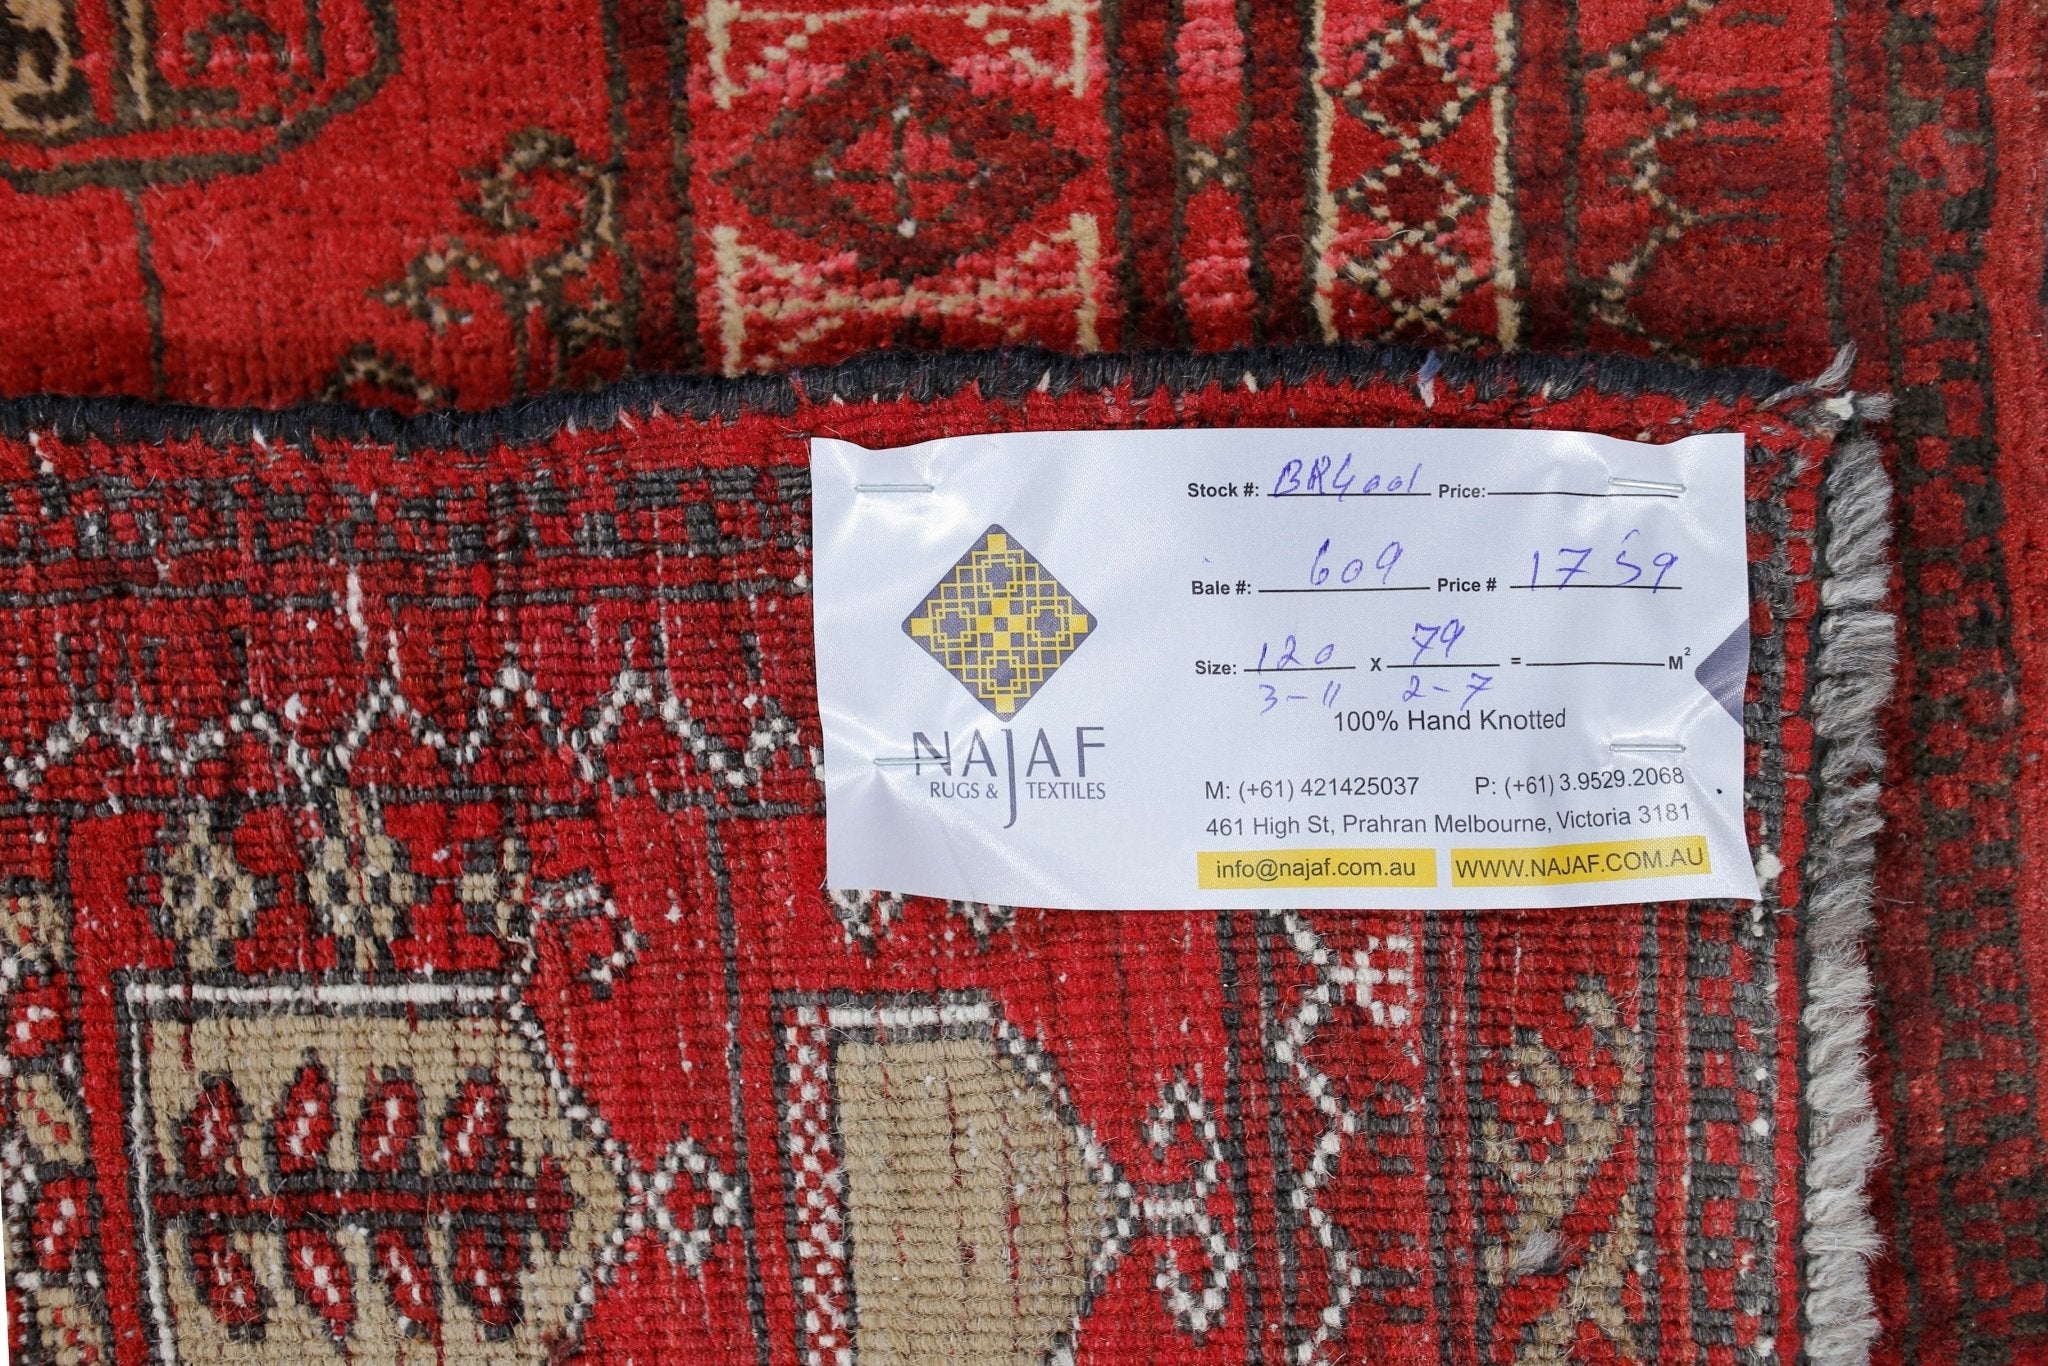 Stock #: BR4001 Price:
Bale #: 609 Price # 1759
Size: 120 X 79 = M²
3-11 2-7
100% Hand Knotted
NAJAF
RUGS & TEXTILES
M: (+61) 421425037 P: (+61) 3.9529.2068
461 High St, Prahran Melbourne, Victoria 3181
info@najaf.com.au WWW.NAJAF.COM.AU